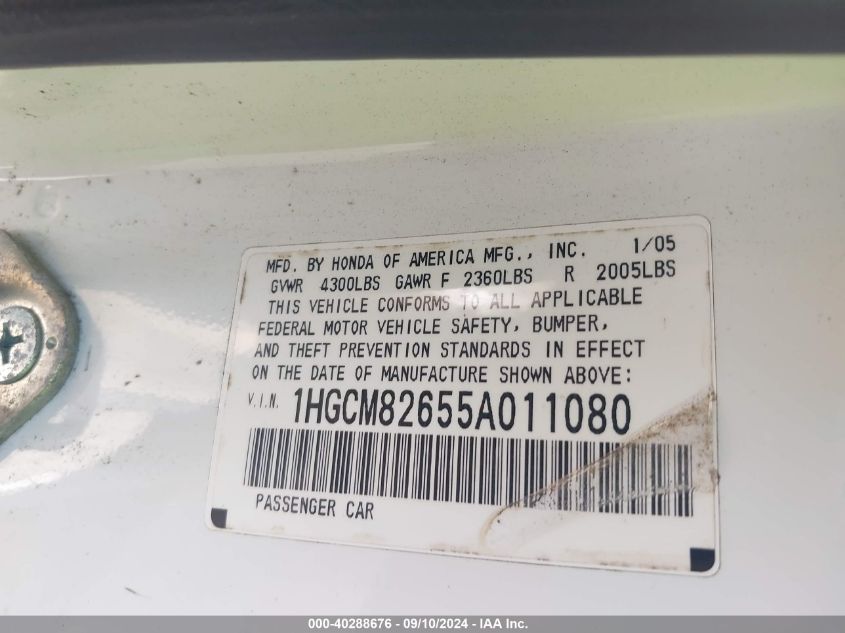 MFD. BY HONDA OF AMERICA MFG., INC. 1/05
GVWR 4300LBS GAWR F 2360LBS R 2005LBS
THIS VEHICLE CONFORMS TO ALL APPLICABLE
FEDERAL MOTOR VEHICLE SAFETY, BUMPER,
AND THEFT PREVENTION STANDARDS IN EFFECT
ON THE DATE OF MANUFACTURE SHOWN ABOVE:
V.I.N. 1HGCM82655A011080
PASSENGER CAR
000-40288676 - 09/10/2024 - IAA Inc.